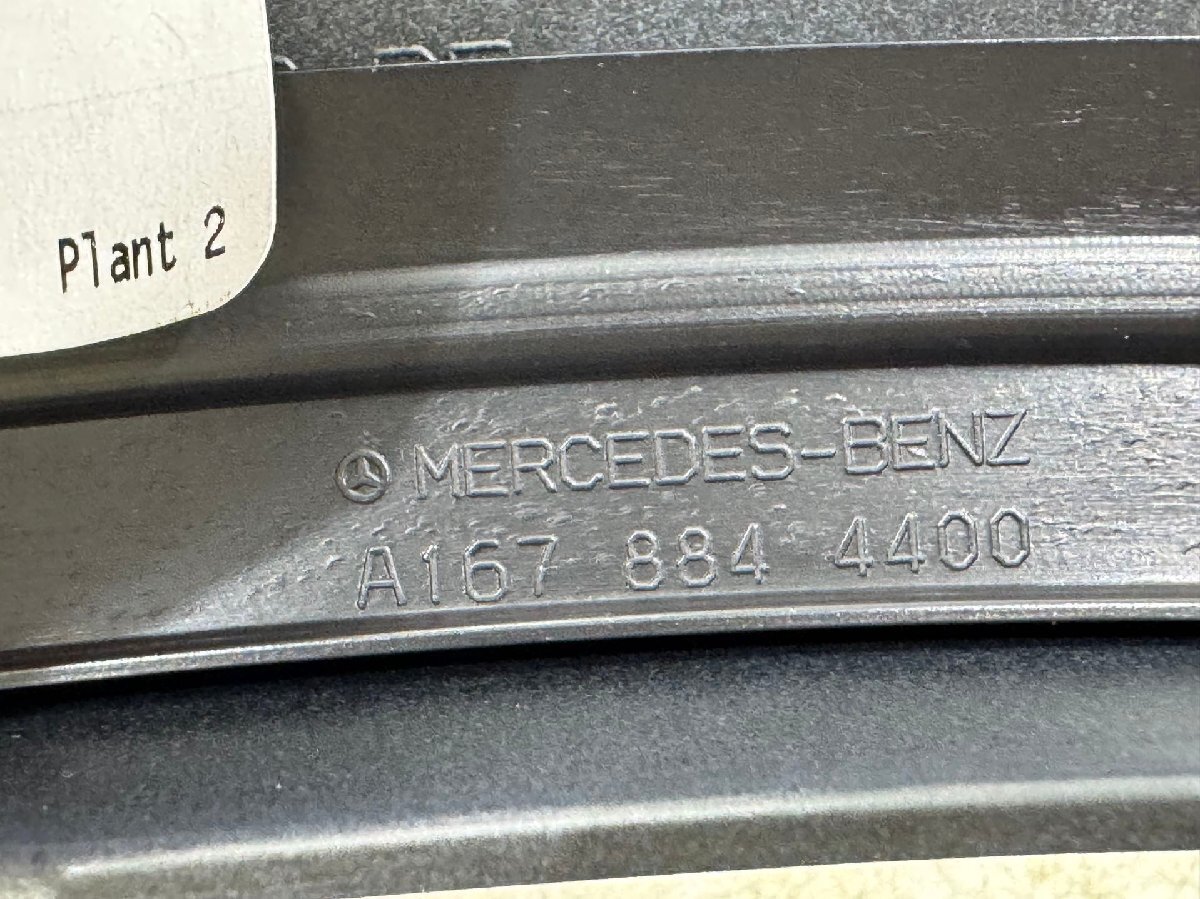 Plant 2
MERCEDES-BENZ
A167 884 4400